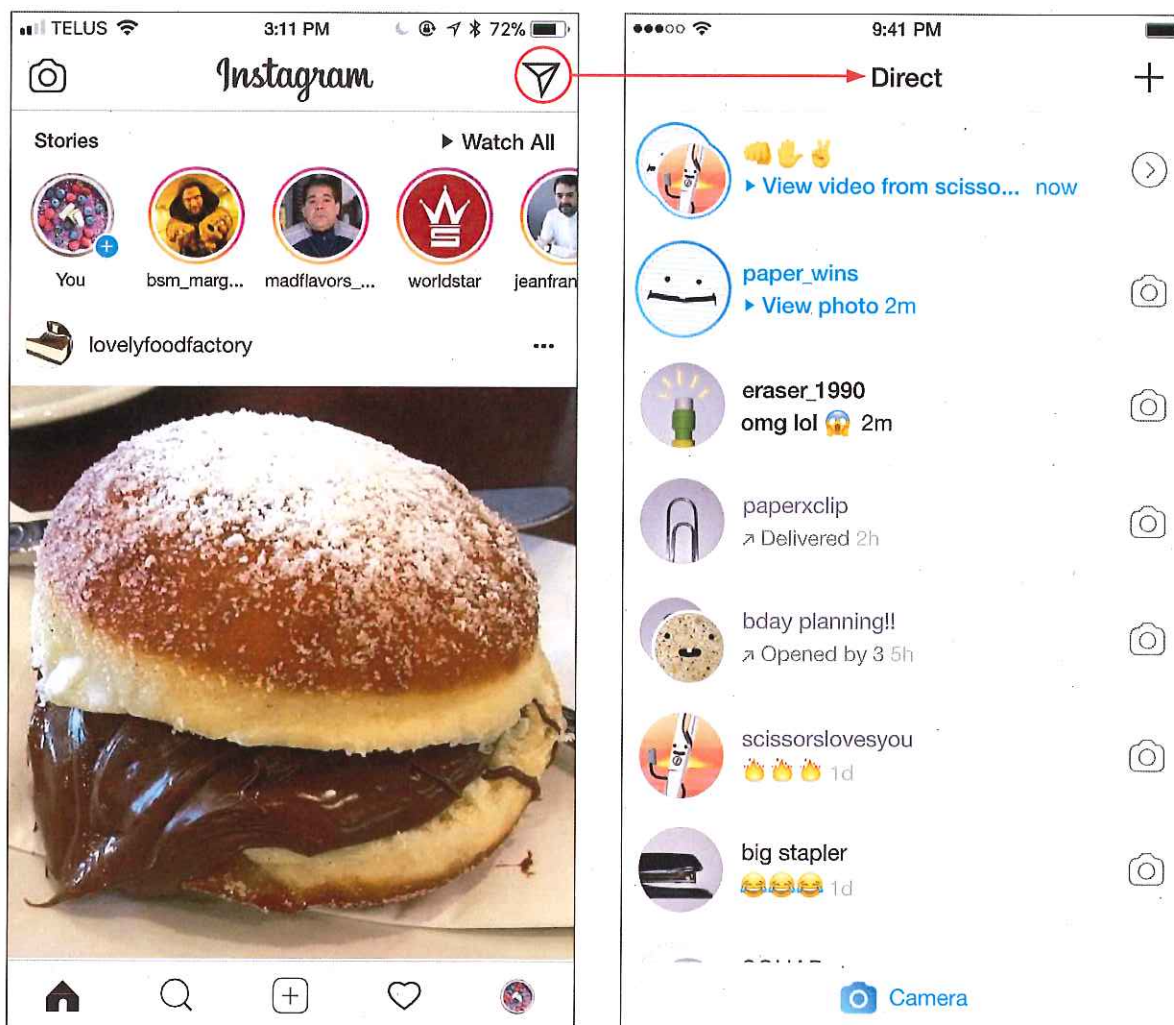 TELUS 3:11 PM 72%
Instagram
Stories ▶ Watch All
You bsm_marg... madflavors_... worldstar jeanfran
lovelyfoodfactory
9:41 PM
Direct
👊✋✌️
▶ View video from scisso... now
paper_wins
▶ View photo 2m
eraser_1990
omg lol 😱 2m
paperxclip
↗ Delivered 2h
bday planning!!
↗ Opened by 3 5h
scissorslovesyou
🔥🔥🔥 1d
big stapler
😂😂😂 1d
Camera